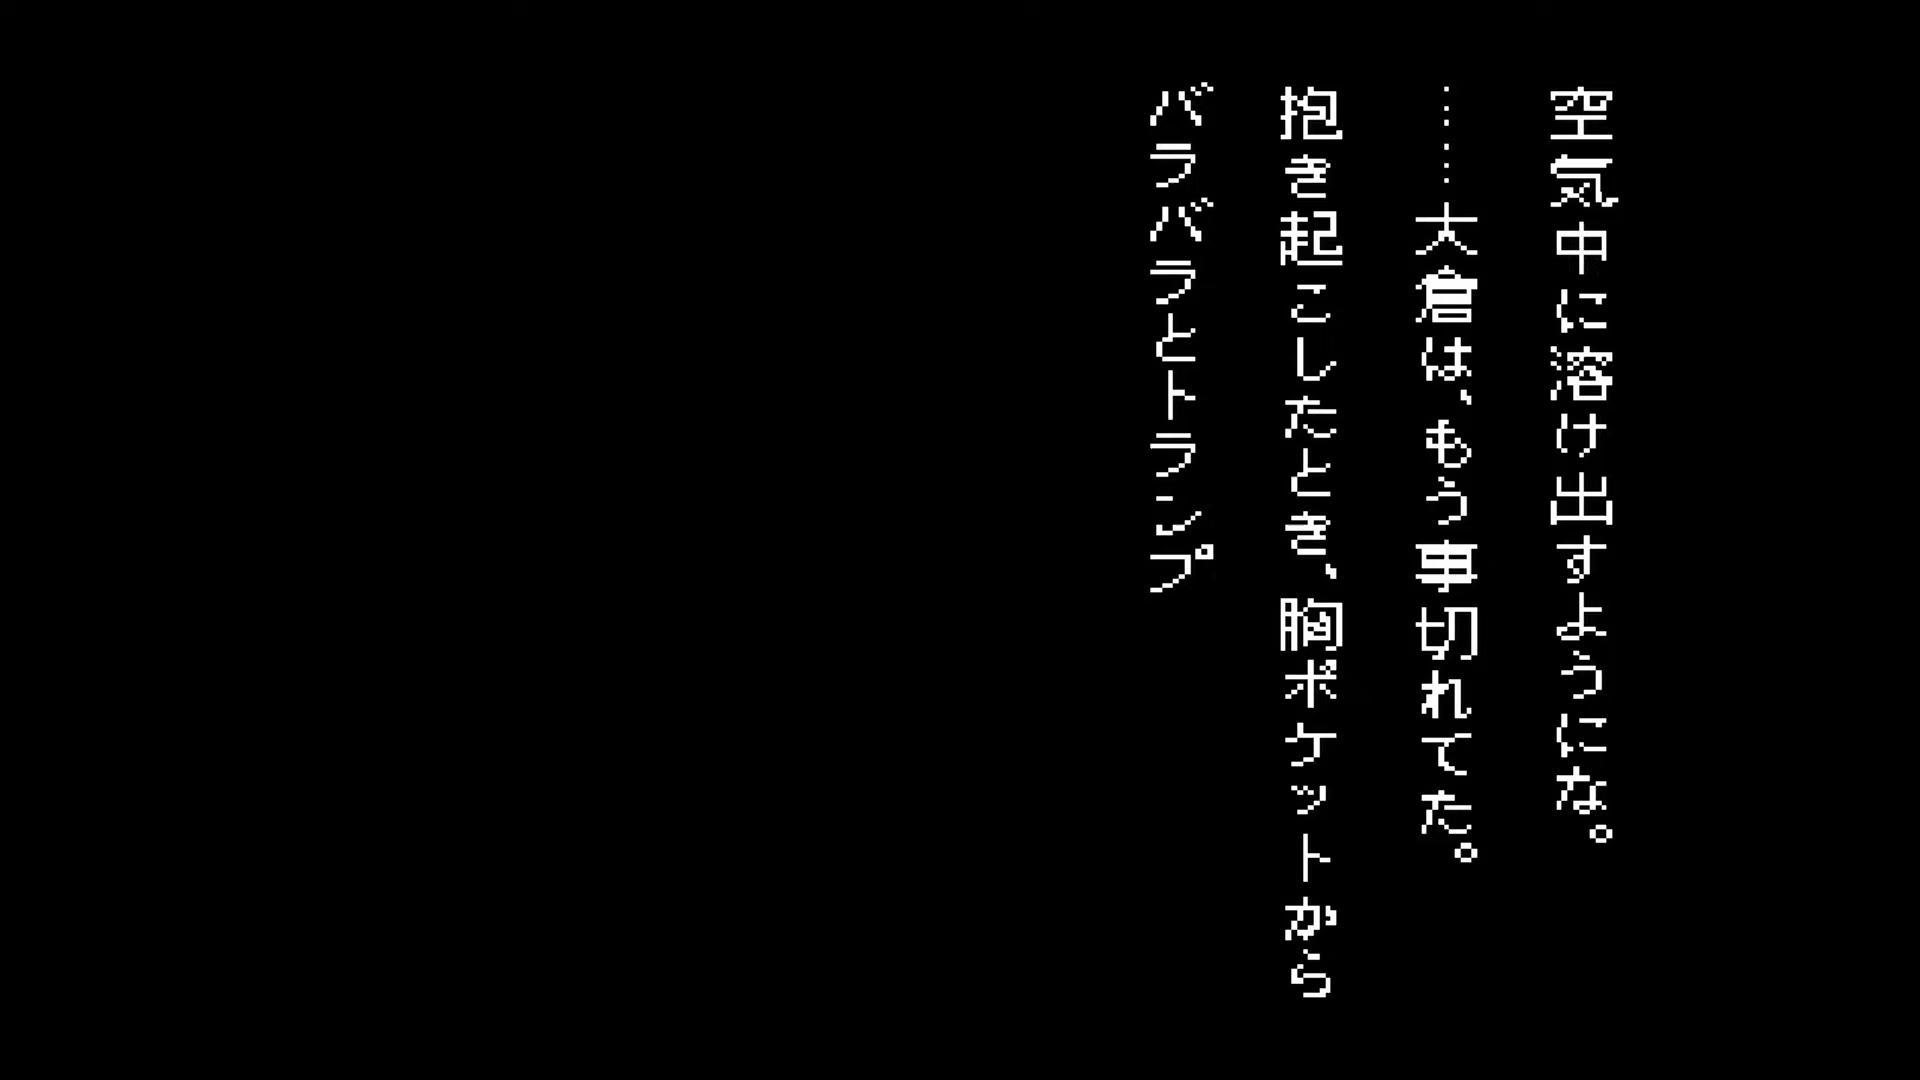 空気中に溶け出すようにな。
……大倉は、もう事切れてた。
抱き起こしたとき、胸ポケットから
バラバラとトランプ